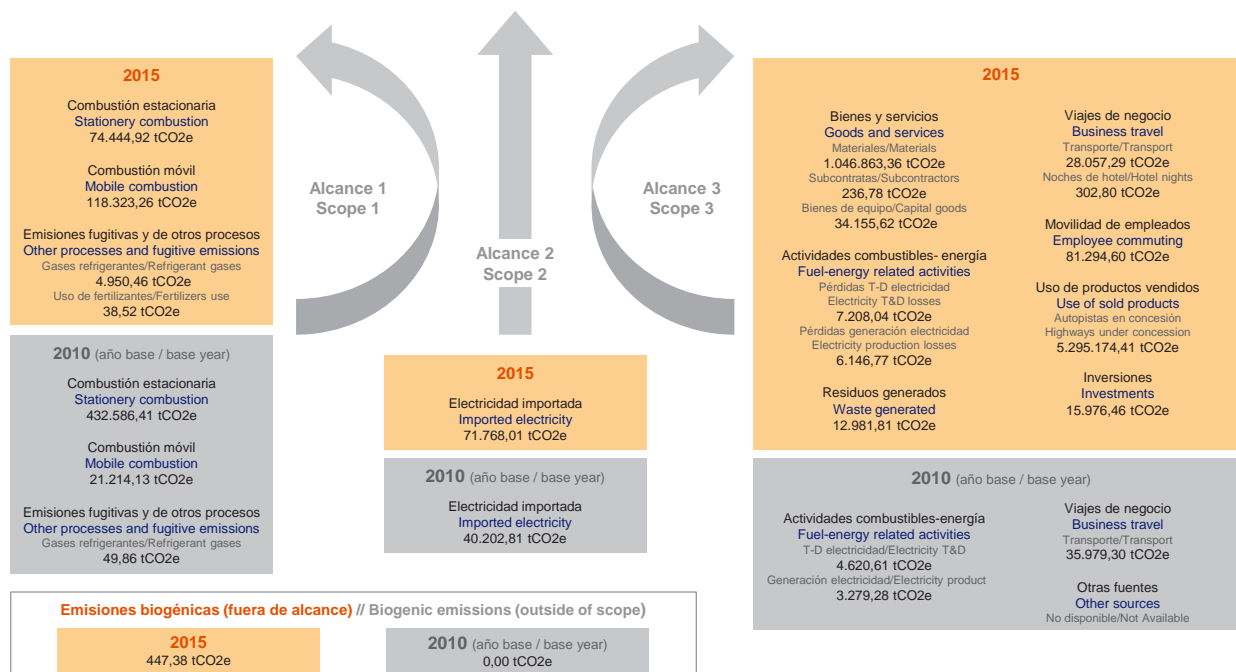 2015
Combustión estacionaria
Stationery combustion
74.444,92 tCO2e
Combustión móvil
Mobile combustion
118.323,26 tCO2e
Emisiones fugitivas y de otros procesos
Other processes and fugitive emissions
Gases refrigerantes/Refrigerant gases
4.950,46 tCO2e
Uso de fertilizantes/Fertilizers use
38,52 tCO2e
2010 (año base / base year)
Combustión estacionaria
Stationery combustion
432.586,41 tCO2e
Combustión móvil
Mobile combustion
21.214,13 tCO2e
Emisiones fugitivas y de otros procesos
Other processes and fugitive emissions
Gases refrigerantes/Refrigerant gases
49,86 tCO2e
Alcance 1
Scope 1
Alcance 2
Scope 2
Alcance 3
Scope 3
2015
Electricidad importada
Imported electricity
71.768,01 tCO2e
2010 (año base / base year)
Electricidad importada
Imported electricity
40.202,81 tCO2e
2015
Bienes y servicios
Goods and services
Materiales/Materials
1.046.863,36 tCO2e
Subcontratas/Subcontractors
236,78 tCO2e
Bienes de equipo/Capital goods
34.155,62 tCO2e
Actividades combustibles- energía
Fuel-energy related activities
Pérdidas T-D electricidad
Electricity T&D losses
7.208,04 tCO2e
Pérdidas generación electricidad
Electricity production losses
6.146,77 tCO2e
Residuos generados
Waste generated
12.981,81 tCO2e
Viajes de negocio
Business travel
Transporte/Transport
28.057,29 tCO2e
Noches de hotel/Hotel nights
302,80 tCO2e
Movilidad de empleados
Employee commuting
81.294,60 tCO2e
Uso de productos vendidos
Use of sold products
Autopistas en concesión
Highways under concession
5.295.174,41 tCO2e
Inversiones
Investments
15.976,46 tCO2e
2010 (año base / base year)
Actividades combustibles-energía
Fuel-energy related activities
T-D electricidad/Electricity T&D
4.620,61 tCO2e
Generación electricidad/Electricity product
3.279,28 tCO2e
Viajes de negocio
Business travel
Transporte/Transport
35.979,30 tCO2e
Otras fuentes
Other sources
No disponible/Not Available
Emisiones biogénicas (fuera de alcance) // Biogenic emissions (outside of scope)
2015
447,38 tCO2e
2010 (año base / base year)
0,00 tCO2e